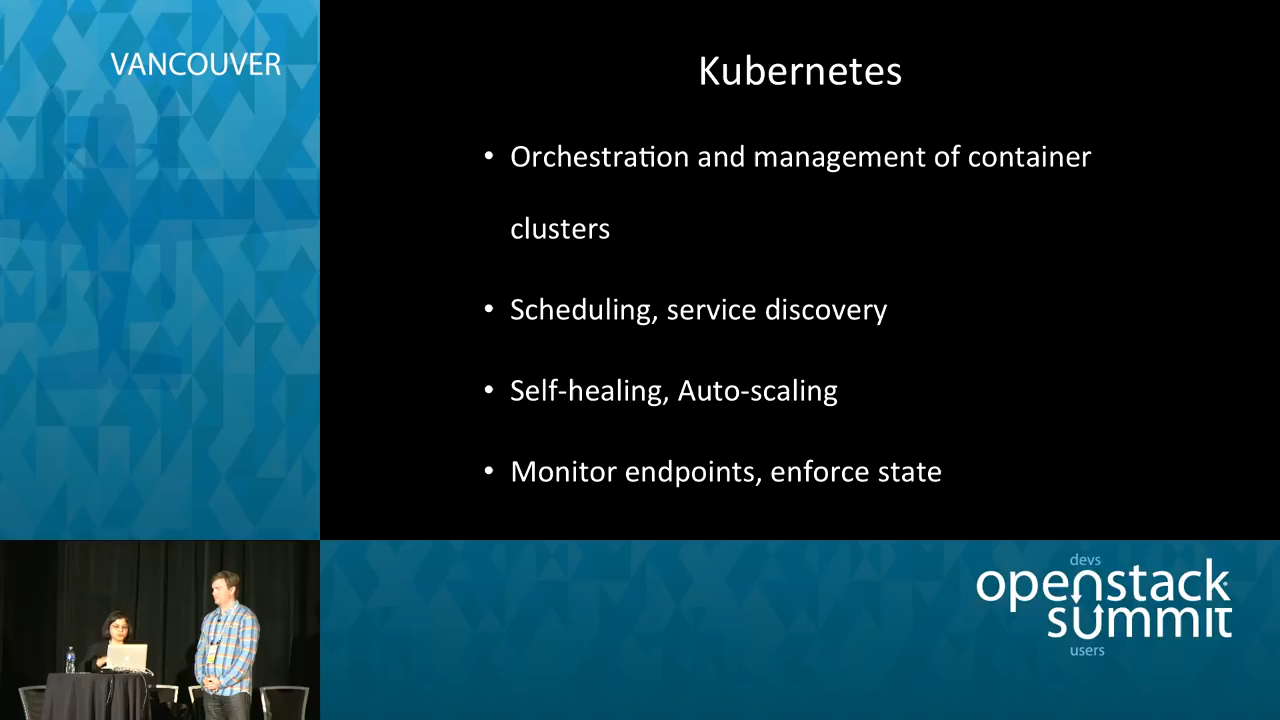 VANCOUVER
Kubernetes
• Orchestration and management of container
clusters
• Scheduling, service discovery
• Self-healing, Auto-scaling
• Monitor endpoints, enforce state
devs
openstack
summit
users